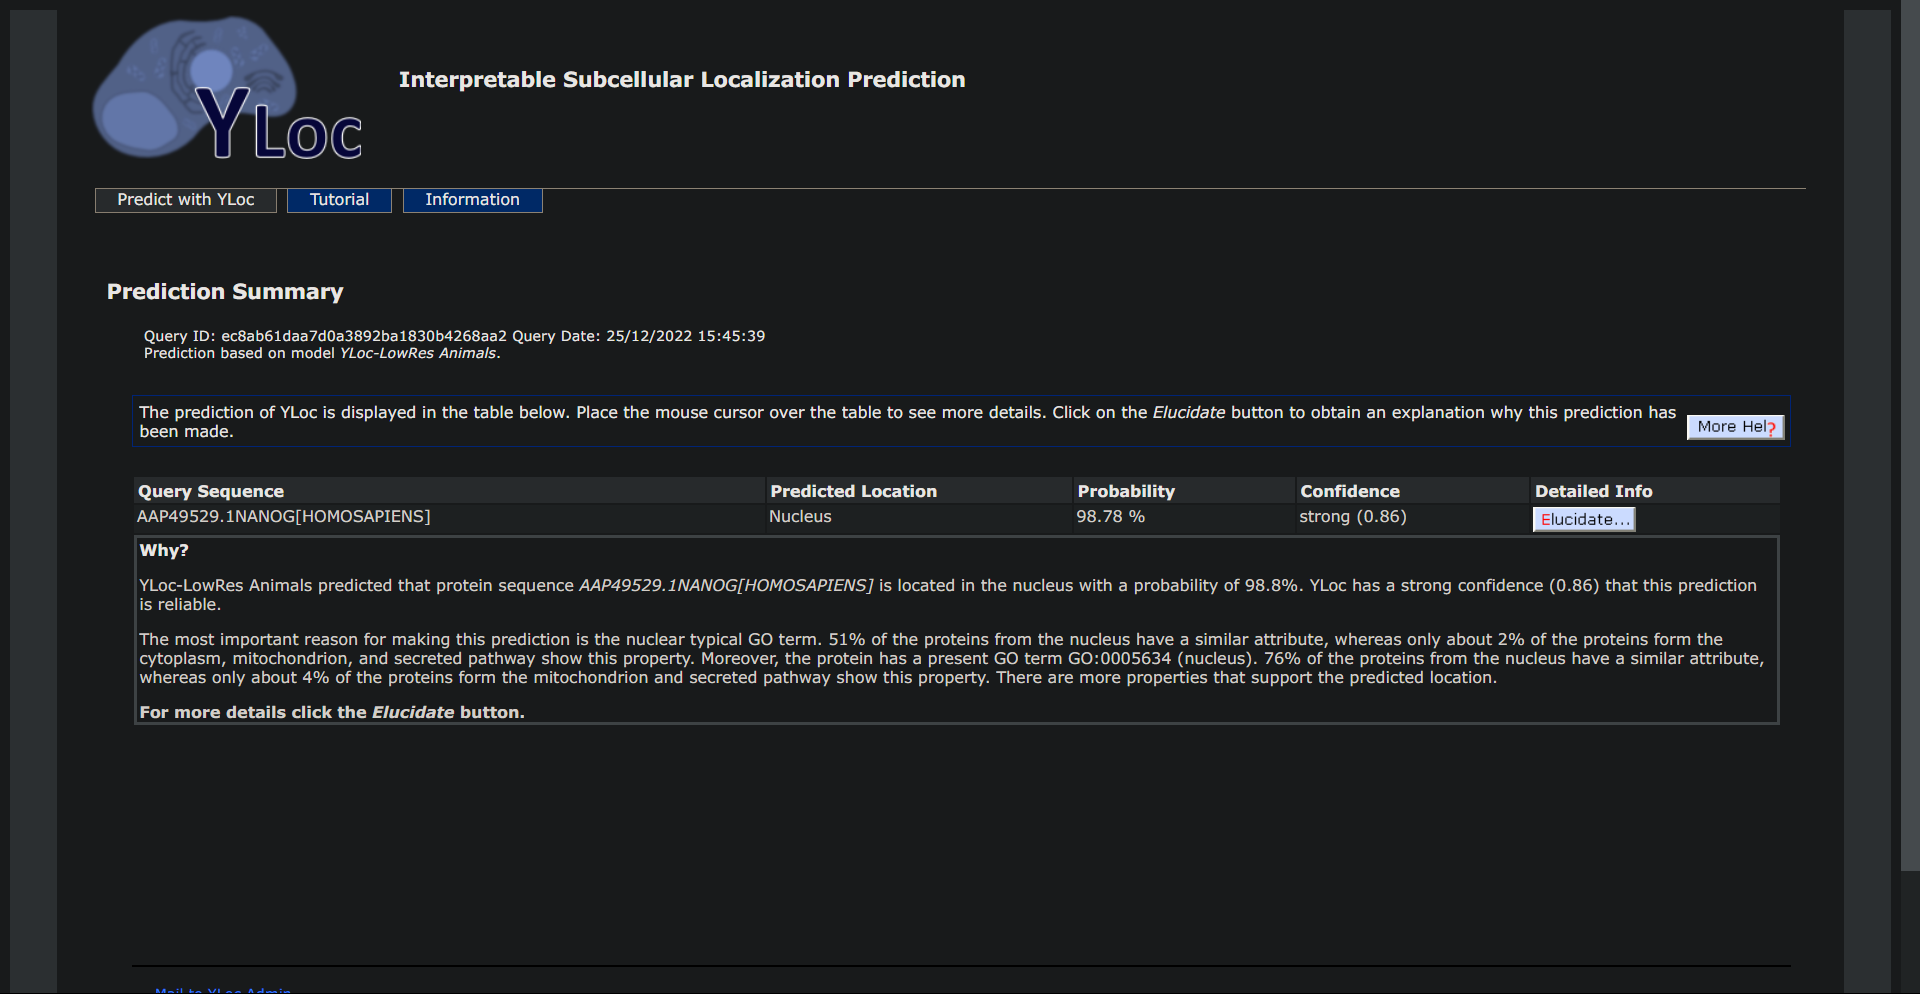 YLoc
Interpretable Subcellular Localization Prediction
Predict with YLoc Tutorial Information
Prediction Summary
Query ID: ec8ab61daa7d0a3892ba1830b4268aa2 Query Date: 25/12/2022 15:45:39
Prediction based on model YLoc-LowRes Animals.
The prediction of YLoc is displayed in the table below. Place the mouse cursor over the table to see more details. Click on the Elucidate button to obtain an explanation why this prediction has
been made.
More Hel?
Query Sequence Predicted Location Probability Confidence Detailed Info
AAP49529.1NANOG[HOMOSAPIENS] Nucleus 98.78 % strong (0.86) Elucidate...
Why?
YLoc-LowRes Animals predicted that protein sequence AAP49529.1NANOG[HOMOSAPIENS] is located in the nucleus with a probability of 98.8%. YLoc has a strong confidence (0.86) that this prediction
is reliable.
The most important reason for making this prediction is the nuclear typical GO term. 51% of the proteins from the nucleus have a similar attribute, whereas only about 2% of the proteins form the
cytoplasm, mitochondrion, and secreted pathway show this property. Moreover, the protein has a present GO term GO:0005634 (nucleus). 76% of the proteins from the nucleus have a similar attribute,
whereas only about 4% of the proteins form the mitochondrion and secreted pathway show this property. There are more properties that support the predicted location.
For more details click the Elucidate button.
Mail to YLoc Admin